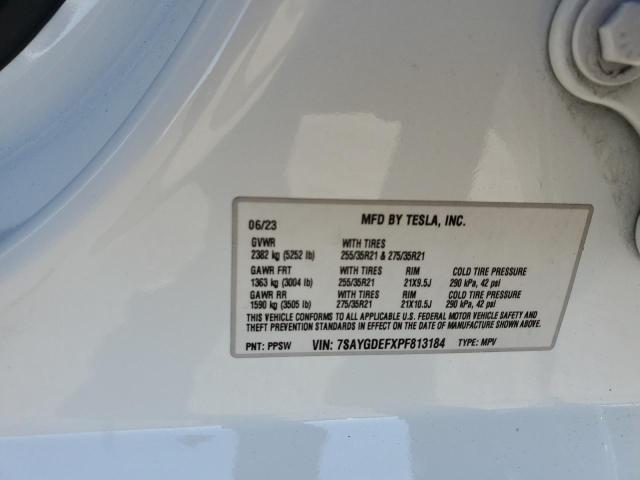 06/23 MFD BY TESLA, INC.
GVWR WITH TIRES
2382 kg (5252 lb) 255/35R21 & 275/35R21
GAWR FRT WITH TIRES RIM COLD TIRE PRESSURE
1363 kg (3004 lb) 255/35R21 21X9.5J 290 kPa, 42 psi
GAWR RR WITH TIRES RIM COLD TIRE PRESSURE
1590 kg (3505 lb) 275/35R21 21X10.5J 290 kPa, 42 psi
THIS VEHICLE CONFORMS TO ALL APPLICABLE U.S. FEDERAL MOTOR VEHICLE SAFETY AND
THEFT PREVENTION STANDARDS IN EFFECT ON THE DATE OF MANUFACTURE SHOWN ABOVE.
PNT: PPSW VIN: 7SAYGDEFXPF813184 TYPE: MPV